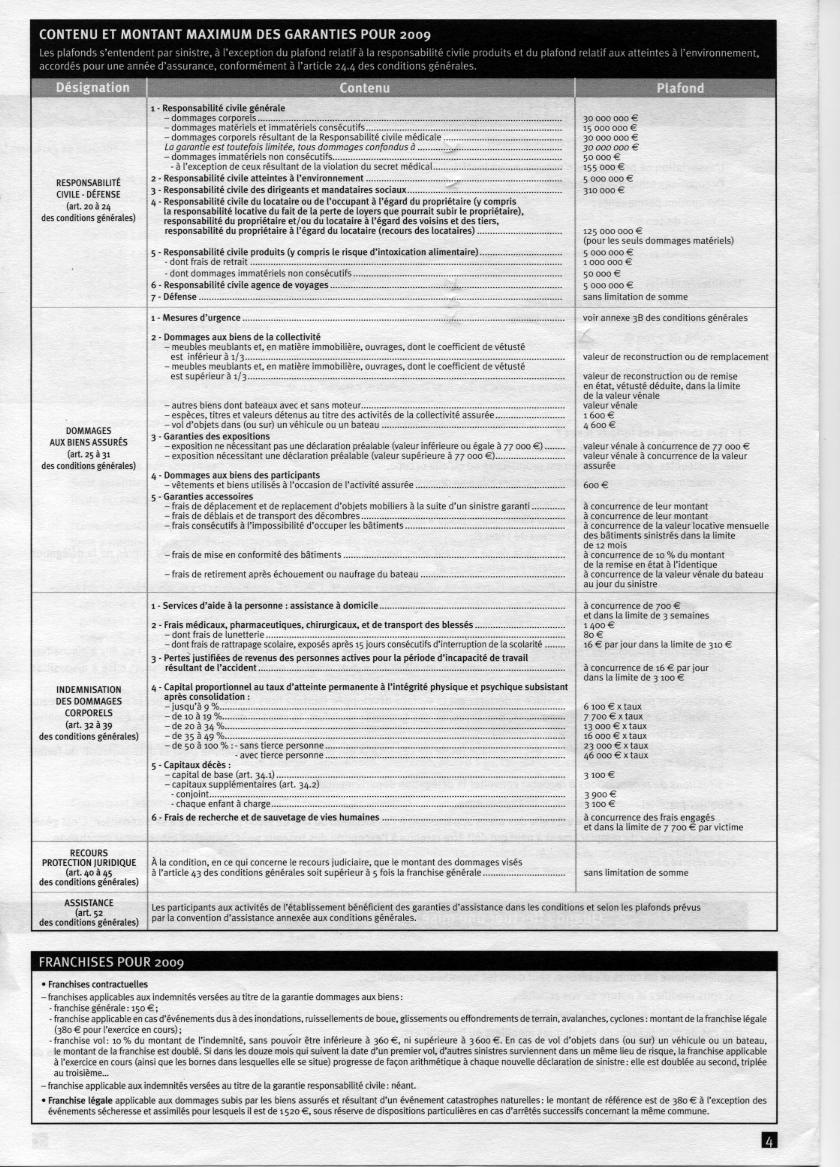 CONTENU ET MONTANT MAXIMUM DES GARANTIES POUR 2009
Les plafonds s'entendent par sinistre, à l'exception du plafond relatif à la responsabilité civile produits et du plafond relatif aux atteintes à l'environnement,
accordés pour une année d'assurance, conformément à l'article 24.4 des conditions générales.
Désignation Contenu Plafond
RESPONSABILITÉ
CIVILE - DÉFENSE
(art. 20 à 24
des conditions générales)
1 - Responsabilité civile générale
– dommages corporels 30 000 000 €
– dommages matériels et immatériels consécutifs 15 000 000 €
– dommages corporels résultant de la Responsabilité civile médicale 30 000 000 €
La garantie est toutefois limitée, tous dommages confondus à 30 000 000 €
– dommages immatériels non consécutifs 50 000 €
- à l'exception de ceux résultant de la violation du secret médical 155 000 €
2 - Responsabilité civile atteintes à l'environnement 5 000 000 €
3 - Responsabilité civile des dirigeants et mandataires sociaux 310 000 €
4 - Responsabilité civile du locataire ou de l'occupant à l'égard du propriétaire (y compris
la responsabilité locative du fait de la perte de loyers que pourrait subir le propriétaire),
responsabilité du propriétaire et/ou du locataire à l'égard des voisins et des tiers,
responsabilité du propriétaire à l'égard du locataire (recours des locataires) 125 000 000 €
(pour les seuls dommages matériels)
5 - Responsabilité civile produits (y compris le risque d'intoxication alimentaire) 5 000 000 €
- dont frais de retrait 1 000 000 €
- dont dommages immatériels non consécutifs 50 000 €
6 - Responsabilité civile agence de voyages 5 000 000 €
7 - Défense sans limitation de somme
DOMMAGES
AUX BIENS ASSURÉS
(art. 25 à 31
des conditions générales)
1 - Mesures d'urgence voir annexe 3B des conditions générales
2 - Dommages aux biens de la collectivité
– meubles meublants et, en matière immobilière, ouvrages, dont le coefficient de vétusté
est inférieur à 1/3 valeur de reconstruction ou de remplacement
– meubles meublants et, en matière immobilière, ouvrages, dont le coefficient de vétusté
est supérieur à 1/3 valeur de reconstruction ou de remise
en état, vétusté déduite, dans la limite
de la valeur vénale
– autres biens dont bateaux avec et sans moteur valeur vénale
– espèces, titres et valeurs détenus au titre des activités de la collectivité assurée 1 600 €
– vol d'objets dans (ou sur) un véhicule ou un bateau 4 600 €
3 - Garanties des expositions
– exposition ne nécessitant pas une déclaration préalable (valeur inférieure ou égale à 77 000 €) valeur vénale à concurrence de 77 000 €
– exposition nécessitant une déclaration préalable (valeur supérieure à 77 000 €) valeur vénale à concurrence de la valeur
assurée
4 - Dommages aux biens des participants
– vêtements et biens utilisés à l'occasion de l'activité assurée 600 €
5 - Garanties accessoires
– frais de déplacement et de replacement d'objets mobiliers à la suite d'un sinistre garanti à concurrence de leur montant
– frais de déblais et de transport des décombres à concurrence de leur montant
– frais consécutifs à l'impossibilité d'occuper les bâtiments à concurrence de la valeur locative mensuelle
des bâtiments sinistrés dans la limite
de 12 mois
– frais de mise en conformité des bâtiments à concurrence de 10 % du montant
de la remise en état à l'identique
– frais de retirement après échouement ou naufrage du bateau à concurrence de la valeur vénale du bateau
au jour du sinistre
INDEMNISATION
DES DOMMAGES
CORPORELS
(art. 32 à 39
des conditions générales)
1 - Services d'aide à la personne : assistance à domicile à concurrence de 700 €
et dans la limite de 3 semaines
2 - Frais médicaux, pharmaceutiques, chirurgicaux, et de transport des blessés 1 400 €
– dont frais de lunetterie 80 €
– dont frais de rattrapage scolaire, exposés après 15 jours consécutifs d'interruption de la scolarité 16 € par jour dans la limite de 310 €
3 - Pertes justifiées de revenus des personnes actives pour la période d'incapacité de travail
résultant de l'accident à concurrence de 16 € par jour
dans la limite de 3 100 €
4 - Capital proportionnel au taux d'atteinte permanente à l'intégrité physique et psychique subsistant
après consolidation :
– jusqu'à 9 % 6 100 € x taux
– de 10 à 19 % 7 700 € x taux
– de 20 à 34 % 13 000 € x taux
– de 35 à 49 % 16 000 € x taux
– de 50 à 100 % : - sans tierce personne 23 000 € x taux
- avec tierce personne 46 000 € x taux
5 - Capitaux décès :
– capital de base (art. 34.1) 3 100 €
– capitaux supplémentaires (art. 34.2)
- conjoint 3 900 €
- chaque enfant à charge 3 100 €
6 - Frais de recherche et de sauvetage de vies humaines à concurrence des frais engagés
et dans la limite de 7 700 € par victime
RECOURS
PROTECTION JURIDIQUE
(art. 40 à 45
des conditions générales)
À la condition, en ce qui concerne le recours judiciaire, que le montant des dommages visés
à l'article 43 des conditions générales soit supérieur à 5 fois la franchise générale sans limitation de somme
ASSISTANCE
(art. 52
des conditions générales)
Les participants aux activités de l'établissement bénéficient des garanties d'assistance dans les conditions et selon les plafonds prévus
par la convention d'assistance annexée aux conditions générales.
FRANCHISES POUR 2009
• Franchises contractuelles
– franchises applicables aux indemnités versées au titre de la garantie dommages aux biens :
- franchise générale : 150 € ;
- franchise applicable en cas d'événements dus à des inondations, ruissellements de boue, glissements ou effondrements de terrain, avalanches, cyclones : montant de la franchise légale
(380 € pour l'exercice en cours) ;
- franchise vol : 10 % du montant de l'indemnité, sans pouvoir être inférieure à 360 €, ni supérieure à 3 600 €. En cas de vol d'objets dans (ou sur) un véhicule ou un bateau,
le montant de la franchise est doublé. Si dans les douze mois qui suivent la date d'un premier vol, d'autres sinistres surviennent dans un même lieu de risque, la franchise applicable
à l'exercice en cours (ainsi que les bornes dans lesquelles elle se situe) progresse de façon arithmétique à chaque nouvelle déclaration de sinistre : elle est doublée au second, triplée
au troisième...
– franchise applicable aux indemnités versées au titre de la garantie responsabilité civile : néant.
• Franchise légale applicable aux dommages subis par les biens assurés et résultant d'un événement catastrophes naturelles : le montant de référence est de 380 € à l'exception des
événements sécheresse et assimilés pour lesquels il est de 1 520 €, sous réserve de dispositions particulières en cas d'arrêtés successifs concernant la même commune.
4